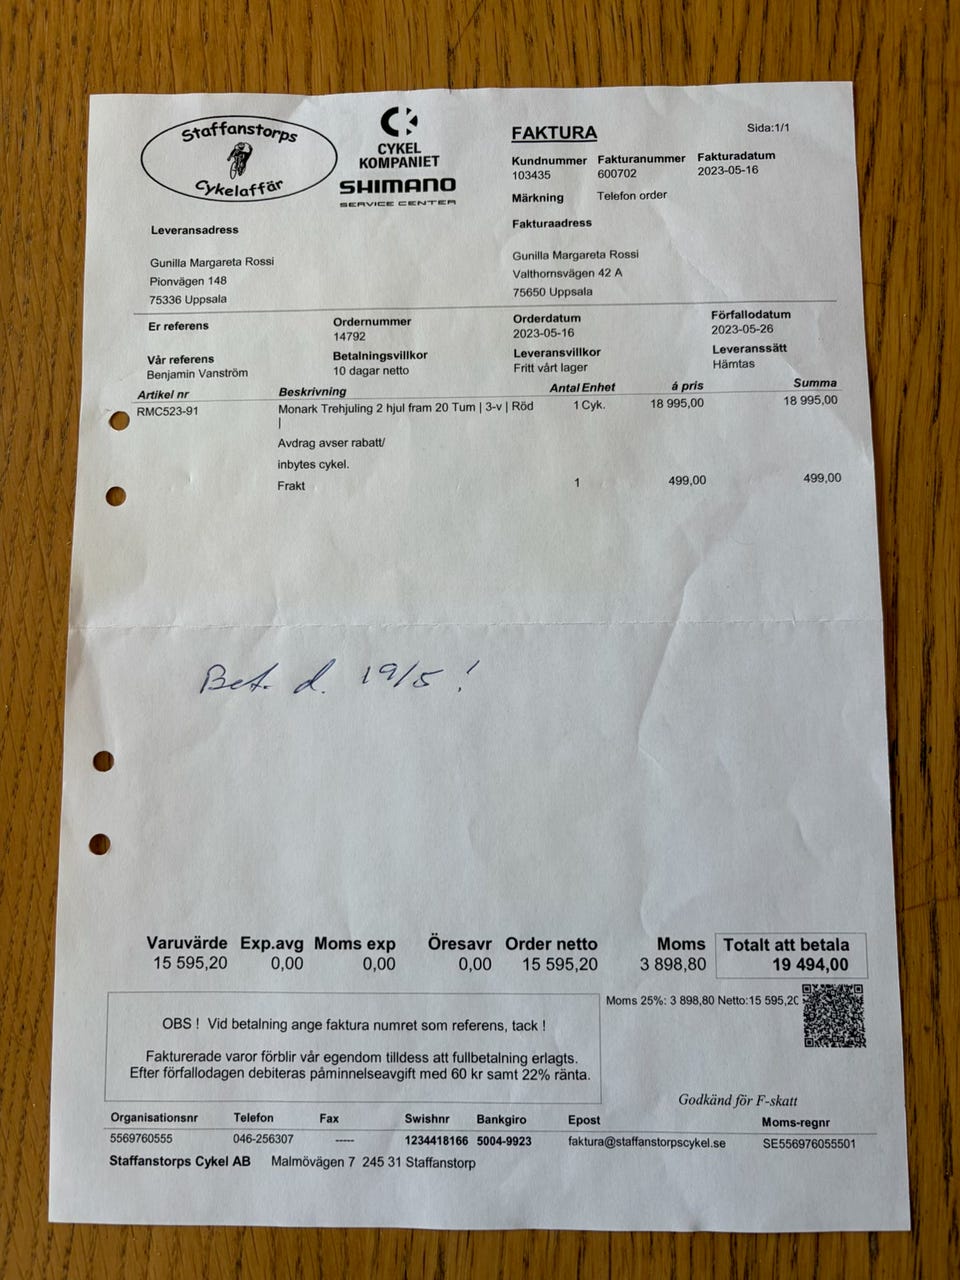 Staffanstorps
Cykelaffär
CYKEL
KOMPANIET
SHIMANO
SERVICE CENTER
FAKTURA
Sida:1/1
Kundnummer Fakturanummer Fakturadatum
103435 600702 2023-05-16
Märkning Telefon order
Leveransadress
Gunilla Margareta Rossi
Pionvägen 148
75336 Uppsala
Fakturaadress
Gunilla Margareta Rossi
Valthornsvägen 42 A
75650 Uppsala
Er referens Ordernummer Orderdatum Förfallodatum
14792 2023-05-16 2023-05-26
Vår referens Betalningsvillkor Leveransvillkor Leveranssätt
Benjamin Vanström 10 dagar netto Fritt vårt lager Hämtas
Artikel nr Beskrivning Antal Enhet á pris Summa
RMC523-91 Monark Trehjuling 2 hjul fram 20 Tum | 3-v | Röd 1 Cyk. 18 995,00 18 995,00
|
Avdrag avser rabatt/
inbytes cykel.
Frakt 1 499,00 499,00
Bet. d. 19/5 !
Varuvärde Exp.avg Moms exp Öresavr Order netto Moms Totalt att betala
15 595,20 0,00 0,00 0,00 15 595,20 3 898,80 19 494,00
Moms 25%: 3 898,80 Netto:15 595,20
OBS ! Vid betalning ange faktura numret som referens, tack !
Fakturerade varor förblir vår egendom tilldess att fullbetalning erlagts.
Efter förfallodagen debiteras påminnelseavgift med 60 kr samt 22% ränta.
Godkänd för F-skatt
Organisationsnr Telefon Fax Swishnr Bankgiro Epost Moms-regnr
5569760555 046-256307 ----- 1234418166 5004-9923 faktura@staffanstorpscykel.se SE556976055501
Staffanstorps Cykel AB Malmövägen 7 245 31 Staffanstorp